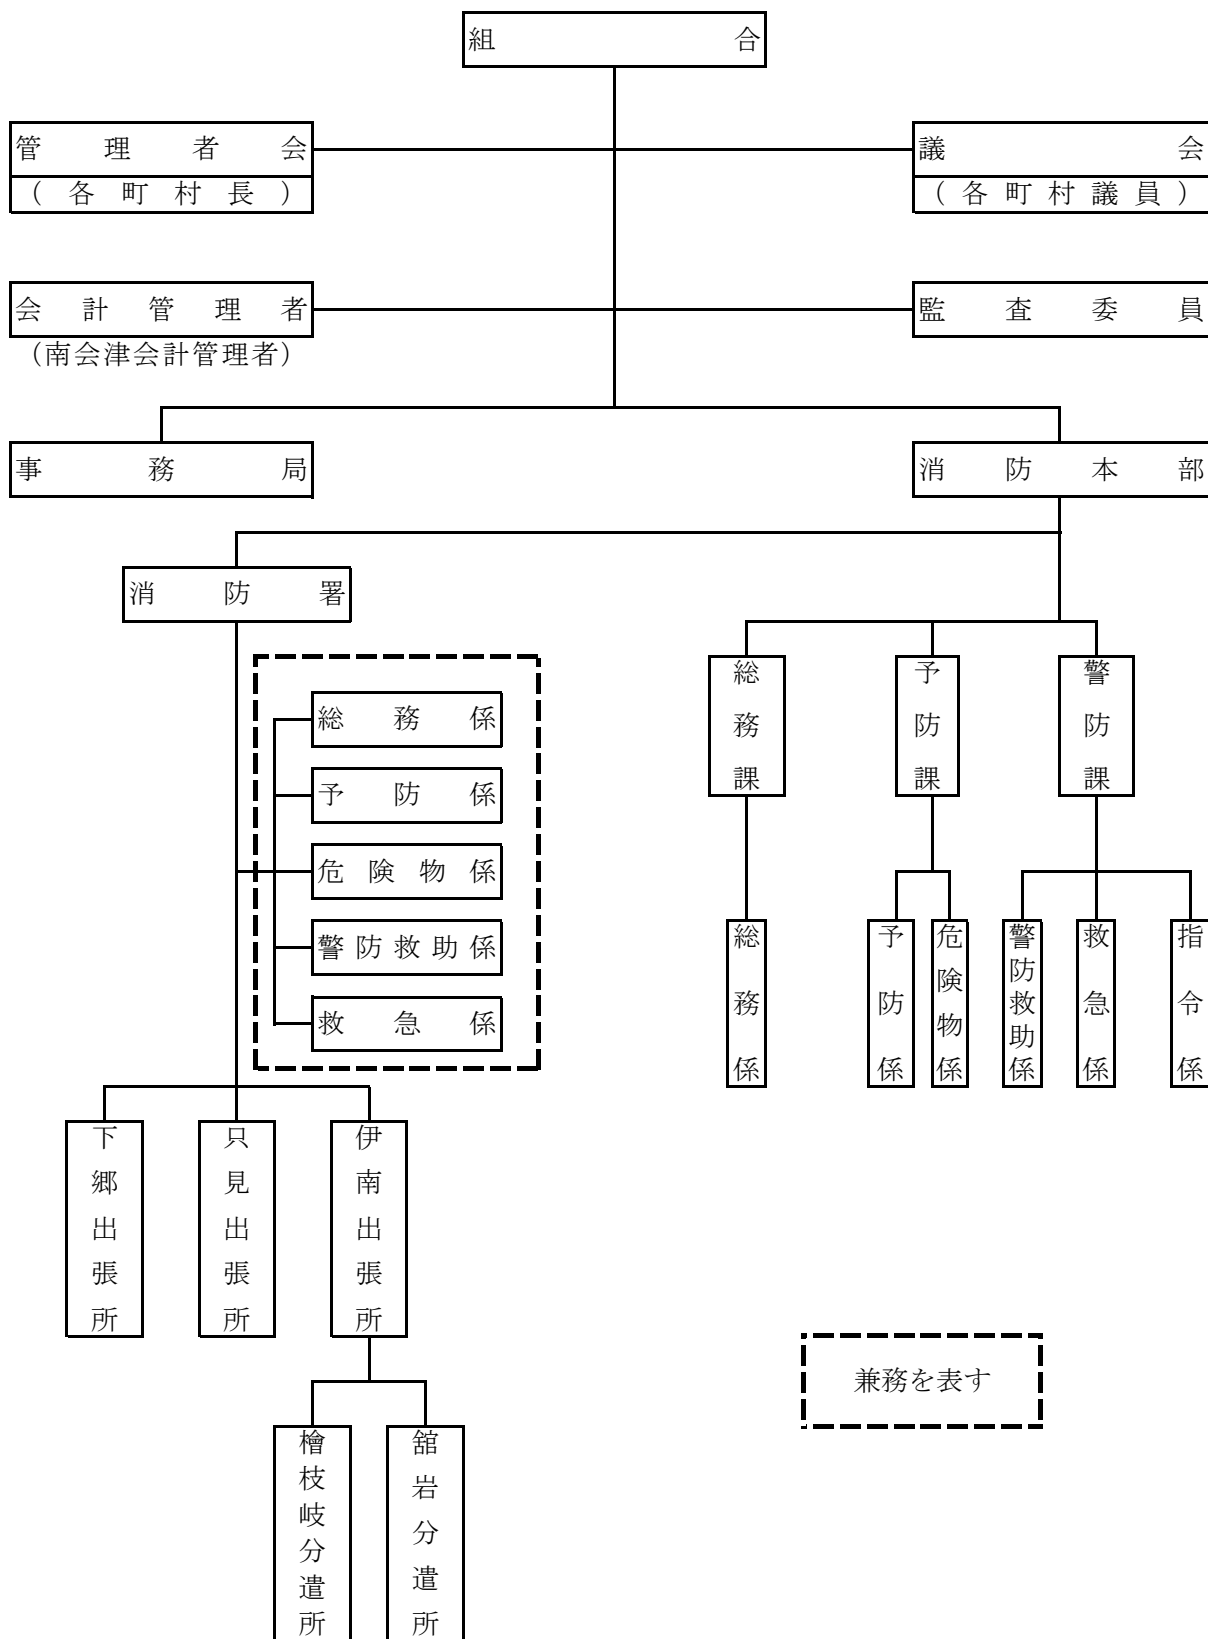 組合
管理者会
(各町村長)
議会
(各町村議員)
会計管理者
(南会津会計管理者)
監査委員
事務局
消防本部
消防署
総務係
予防係
危険物係
警防救助係
救急係
総務課
予防課
警防課
総務係
予防係
危険物係
警防救助係
救急係
指令係
下郷出張所
只見出張所
伊南出張所
檜枝岐分遣所
舘岩分遣所
兼務を表す